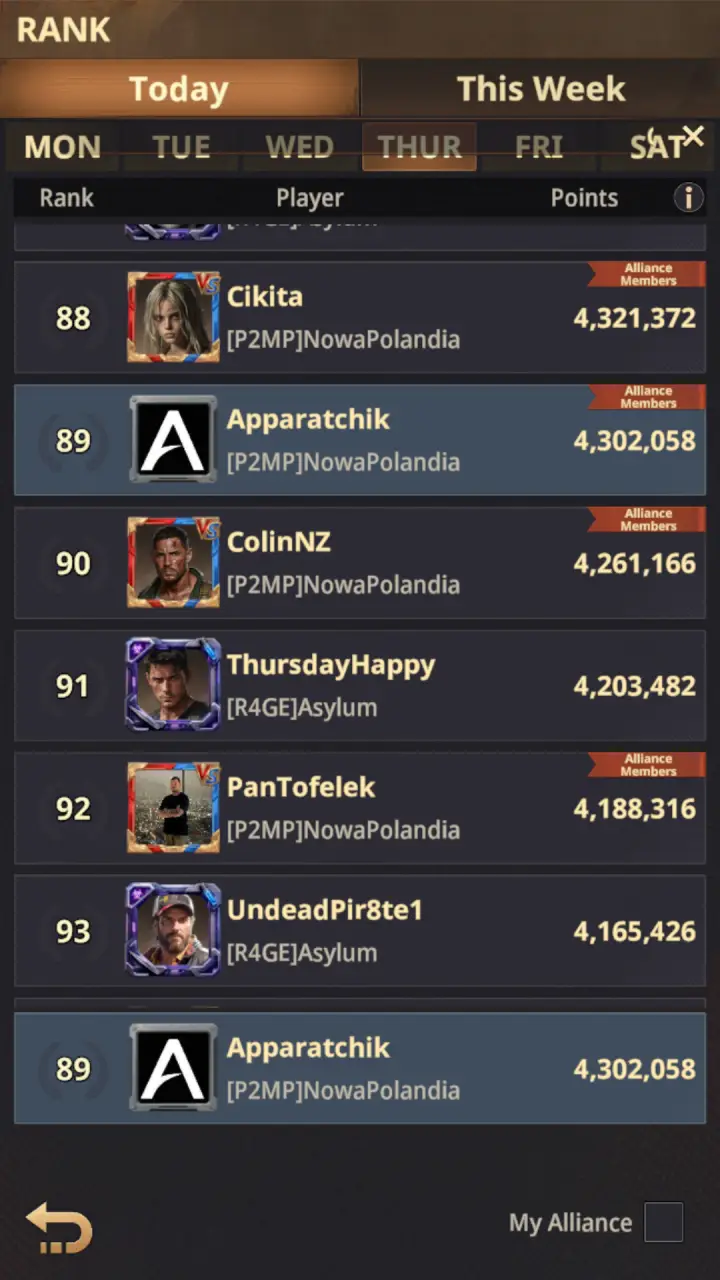 RANK
Today
This Week
MON
TUE
WED
THUR
FRI
SAT
Rank
Player
Points
i
Alliance
Members
88
VS
Cikita
[P2MP]NowaPolandia
4,321,372
Alliance
Members
89
A
Apparatchik
[P2MP]NowaPolandia
4,302,058
Alliance
Members
90
VS
ColinNZ
[P2MP]NowaPolandia
4,261,166
91
ThursdayHappy
[R4GE]Asylum
4,203,482
Alliance
Members
92
VS
PanTofelek
[P2MP]NowaPolandia
4,188,316
93
UndeadPir8te1
[R4GE]Asylum
4,165,426
89
A
Apparatchik
[P2MP]NowaPolandia
4,302,058
My Alliance